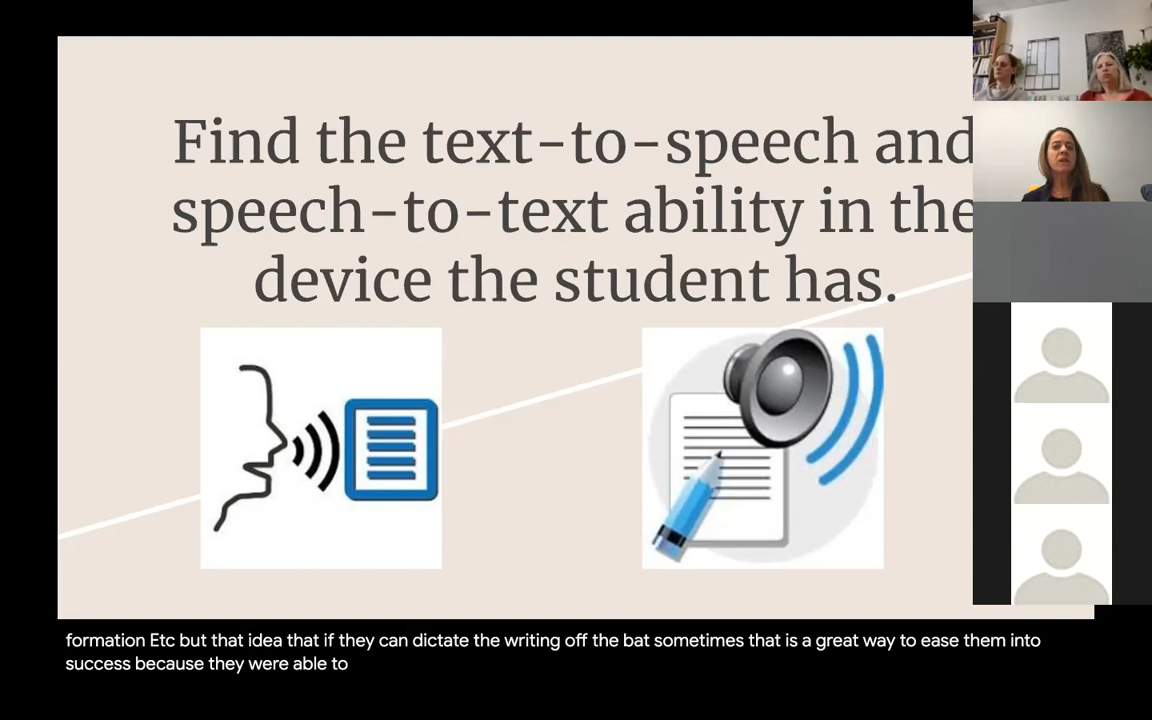 Find the text-to-speech and
speech-to-text ability in the
device the student has.
formation Etc but that idea that if they can dictate the writing off the bat sometimes that is a great way to ease them into
success because they were able to